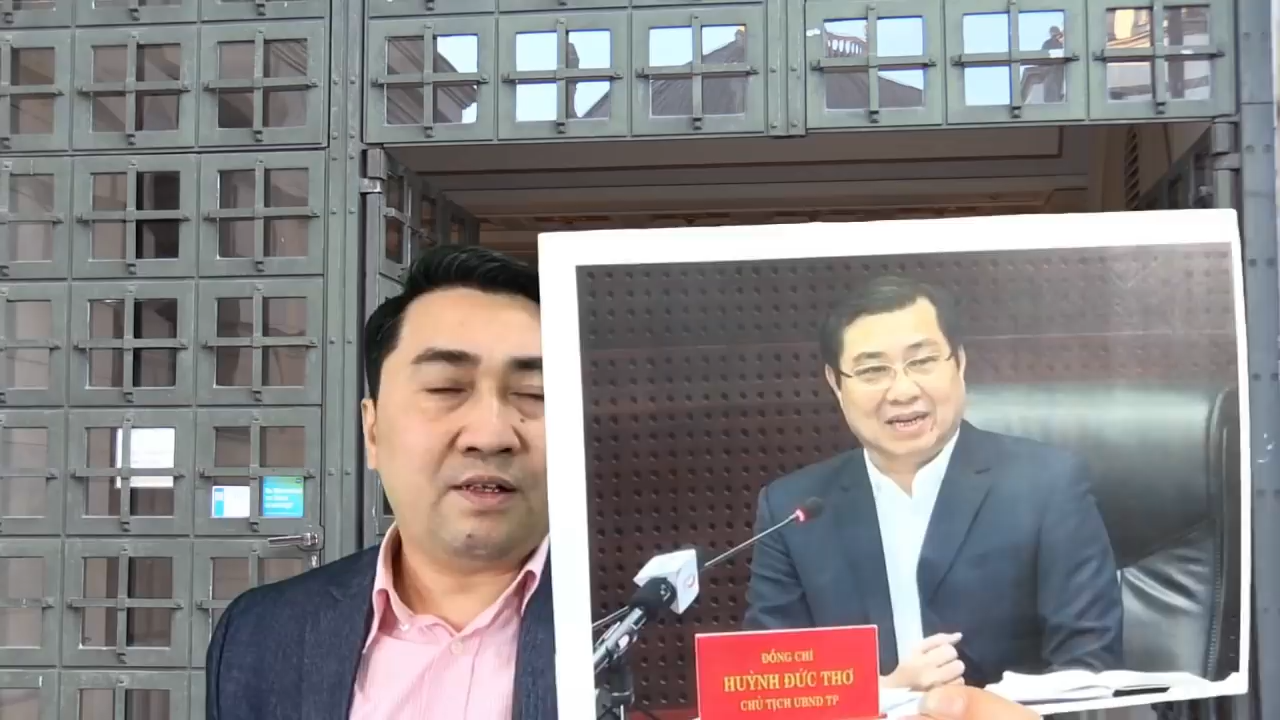 ĐỒNG CHÍ
HUỲNH ĐỨC THƠ
CHỦ TỊCH UBND TP